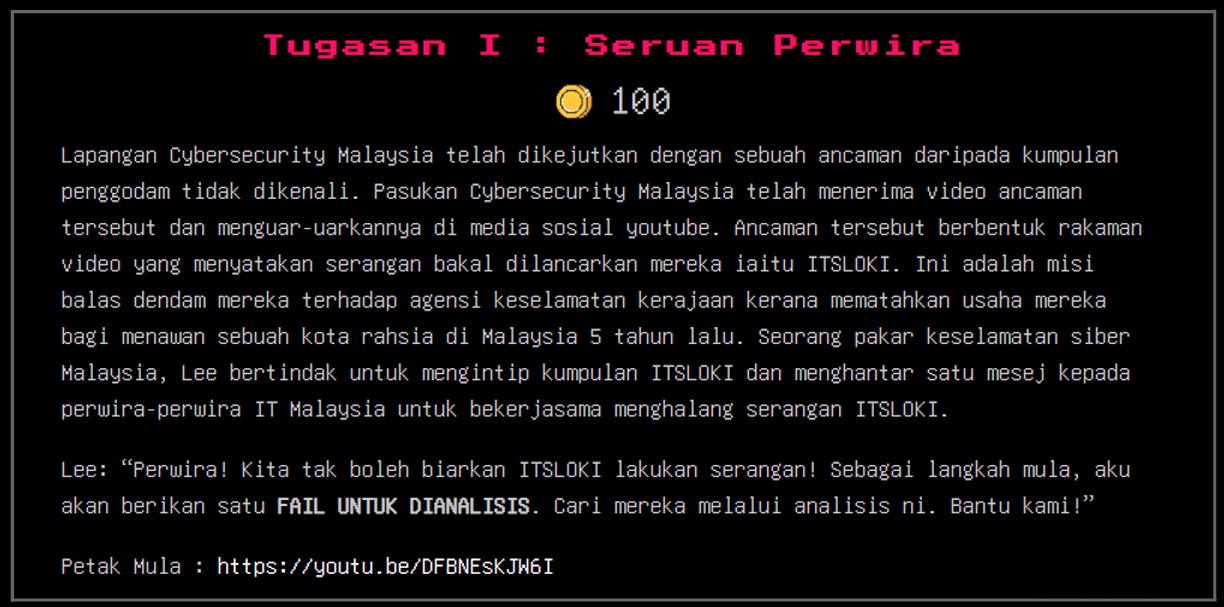 Tugasan I : Seruan Perwira
100
Lapangan Cybersecurity Malaysia telah dikejutkan dengan sebuah ancaman daripada kumpulan
penggodam tidak dikenali. Pasukan Cybersecurity Malaysia telah menerima video ancaman
tersebut dan menguar-uarkannya di media sosial youtube. Ancaman tersebut berbentuk rakaman
video yang menyatakan serangan bakal dilancarkan mereka iaitu ITSLOKI. Ini adalah misi
balas dendam mereka terhadap agensi keselamatan kerajaan kerana mematahkan usaha mereka
bagi menawan sebuah kota rahsia di Malaysia 5 tahun lalu. Seorang pakar keselamatan siber
Malaysia, Lee bertindak untuk mengintip kumpulan ITSLOKI dan menghantar satu mesej kepada
perwira-perwira IT Malaysia untuk bekerjasama menghalang serangan ITSLOKI.
Lee: “Perwira! Kita tak boleh biarkan ITSLOKI lakukan serangan! Sebagai langkah mula, aku
akan berikan satu FAIL UNTUK DIANALISIS. Cari mereka melalui analisis ni. Bantu kami!”
Petak Mula : https://youtu.be/DFBNEsKJW6I